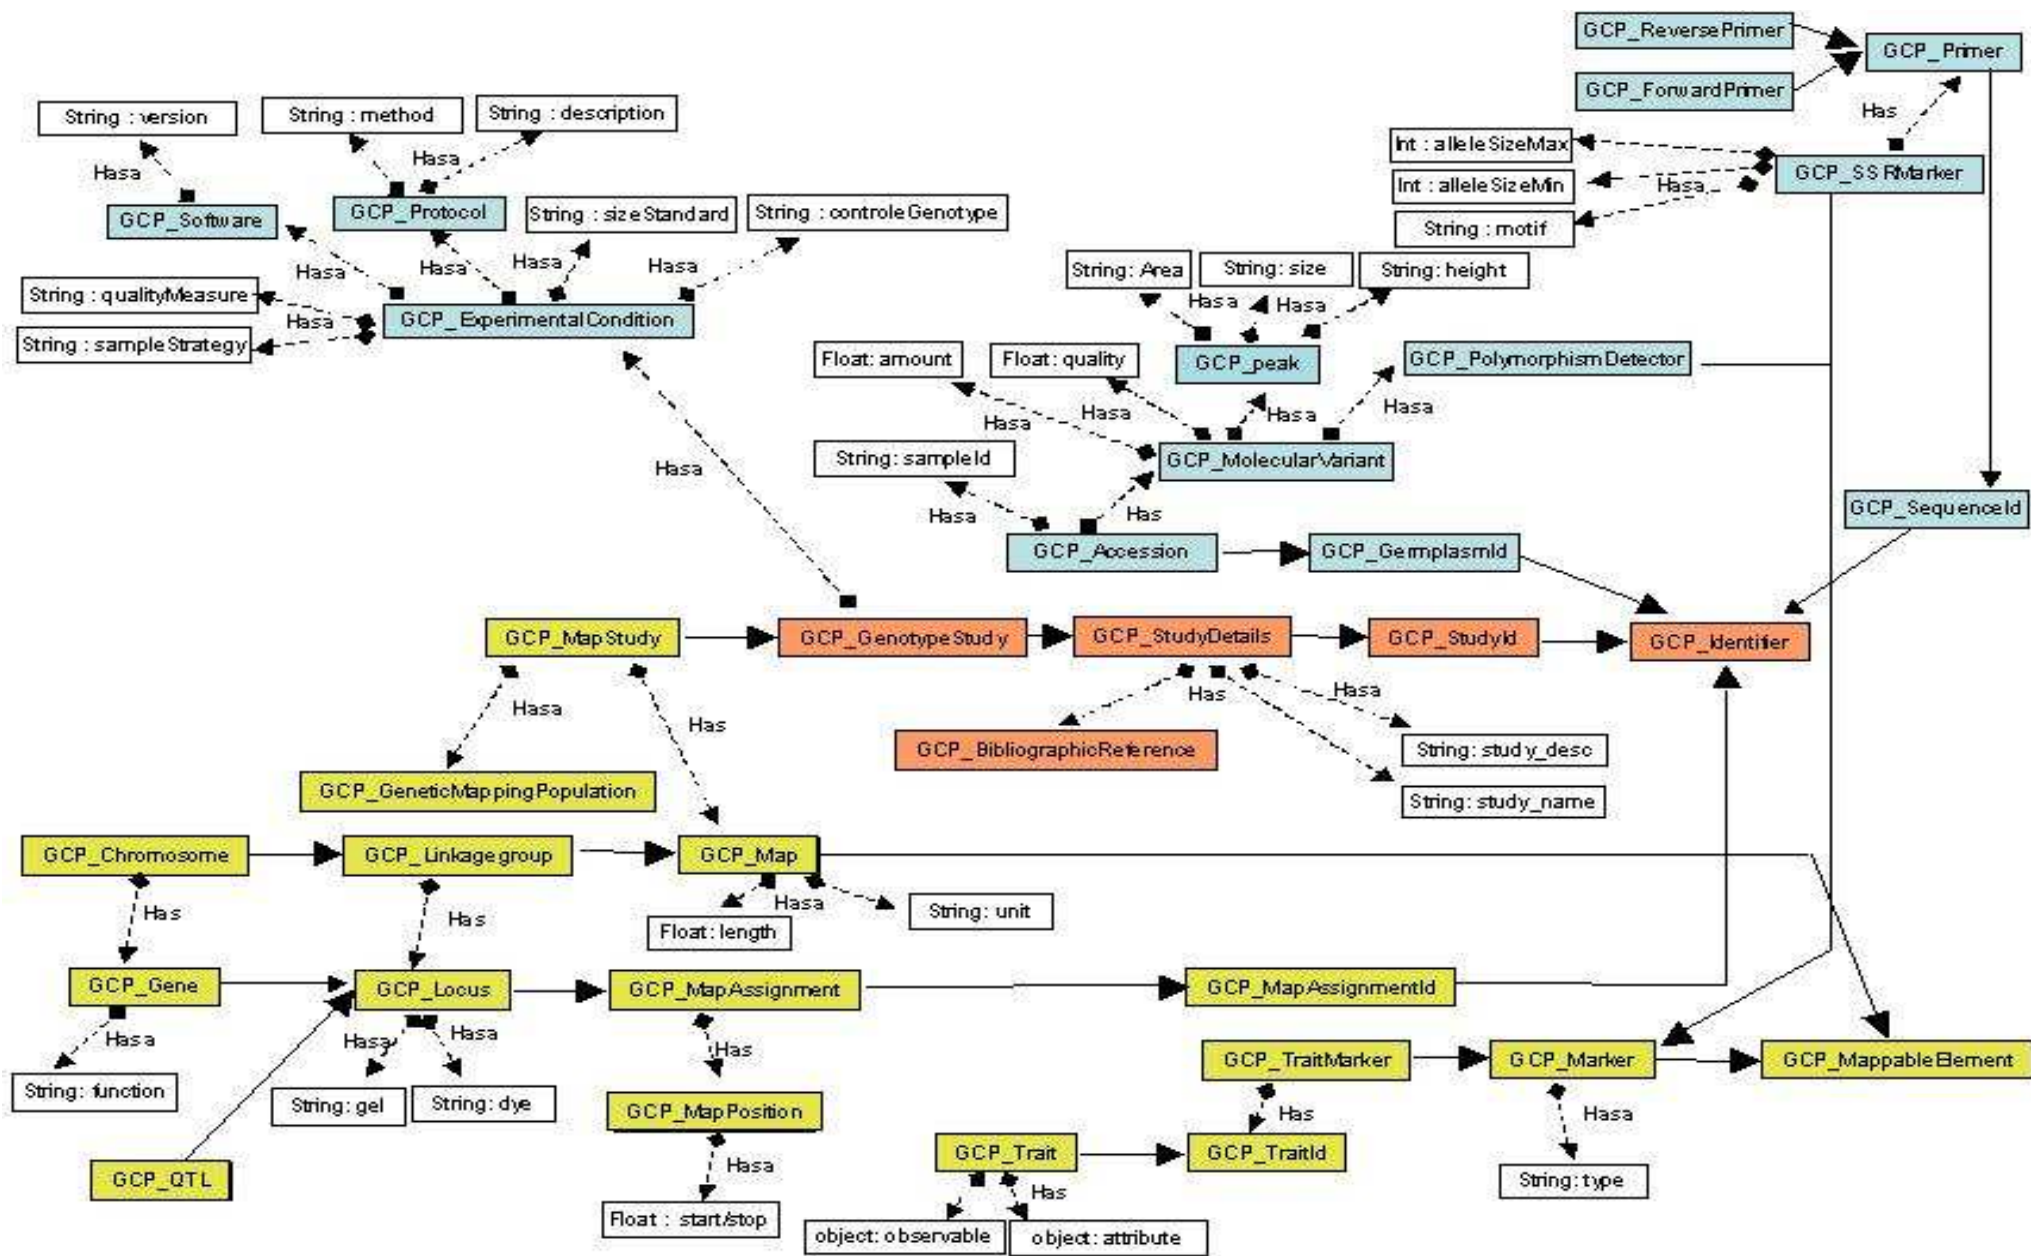 GCP_ReversePrimer
GCP_Primer
GCP_ForwardPrimer
Has
String : version
String : method
String : description
Int : alleleSizeMax
Hasa
Hasa
GCP_SSRMarker
Int : alleleSizeMin
Hasa
GCP_Software
GCP_Protocol
String : sizeStandard
String : controleGenotype
String : motif
Hasa
Hasa
Hasa
Hasa
String: Area
String: size
String: height
String : qualityMeasure
Hasa
Hasa
Hasa
GCP_ExperimentalCondition
Hasa
String : sampleStrategy
Float: amount
Float: quality
GCP_peak
GCP_PolymorphismDetector
Hasa
Hasa
Hasa
Hasa
String: sampleId
GCP_MolecularVariant
Hasa
Hasa
Has
GCP_SequenceId
GCP_Accession
GCP_GermplasmId
GCP_MapStudy
GCP_GenotypeStudy
GCP_StudyDetails
GCP_StudyId
GCP_Identifier
Hasa
Has
Has
Hasa
GCP_BibliographicReference
String: study_desc
GCP_GeneticMappingPopulation
String: study_name
GCP_Chromosome
GCP_Linkagegroup
GCP_Map
Has
Has
Hasa
String: unit
Float: length
GCP_Gene
GCP_Locus
GCP_MapAssignment
GCP_MapAssignmentId
Hasa
Hasa
Hasa
Has
GCP_TraitMarker
GCP_Marker
GCP_MappableElement
String: function
String: gel
String: dye
GCP_MapPosition
Has
Hasa
GCP_QTL
Hasa
GCP_Trait
GCP_TraitId
String: type
Has
Float : start/stop
object: observable
object: attribute